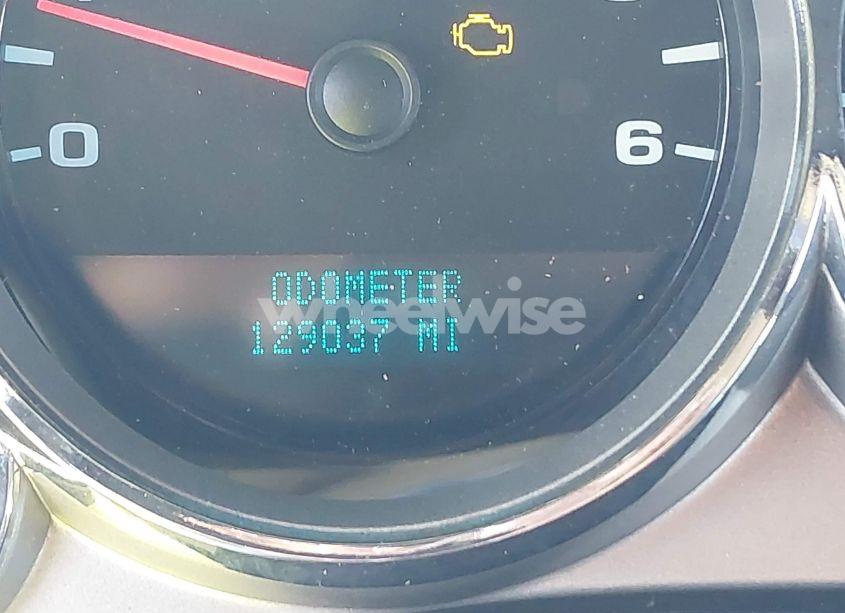 0 6
ODOMETER
wheelwise
129037 MI